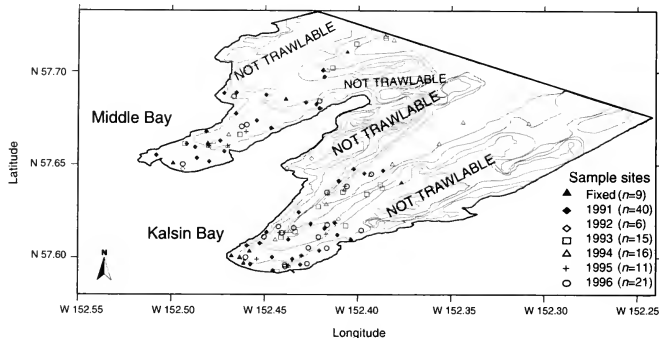 NOT TRAWLABLE
N 57.70
NOT TRAWLABLE
Middle Bay
NOT TRAWLABLE
Latitude
N 57.65
NOT TRAWLABLE
Sample sites
Fixed (n=9)
1991 (n=40)
1992 (n=6)
1993 (n=15)
1994 (n=16)
1995 (n=11)
1996 (n=21)
Kalsin Bay
N 57.60
N
W 152.55 W 152.50 W 152.45 W 152.40 W 152.35 W 152.30 W 152.25
Longitude